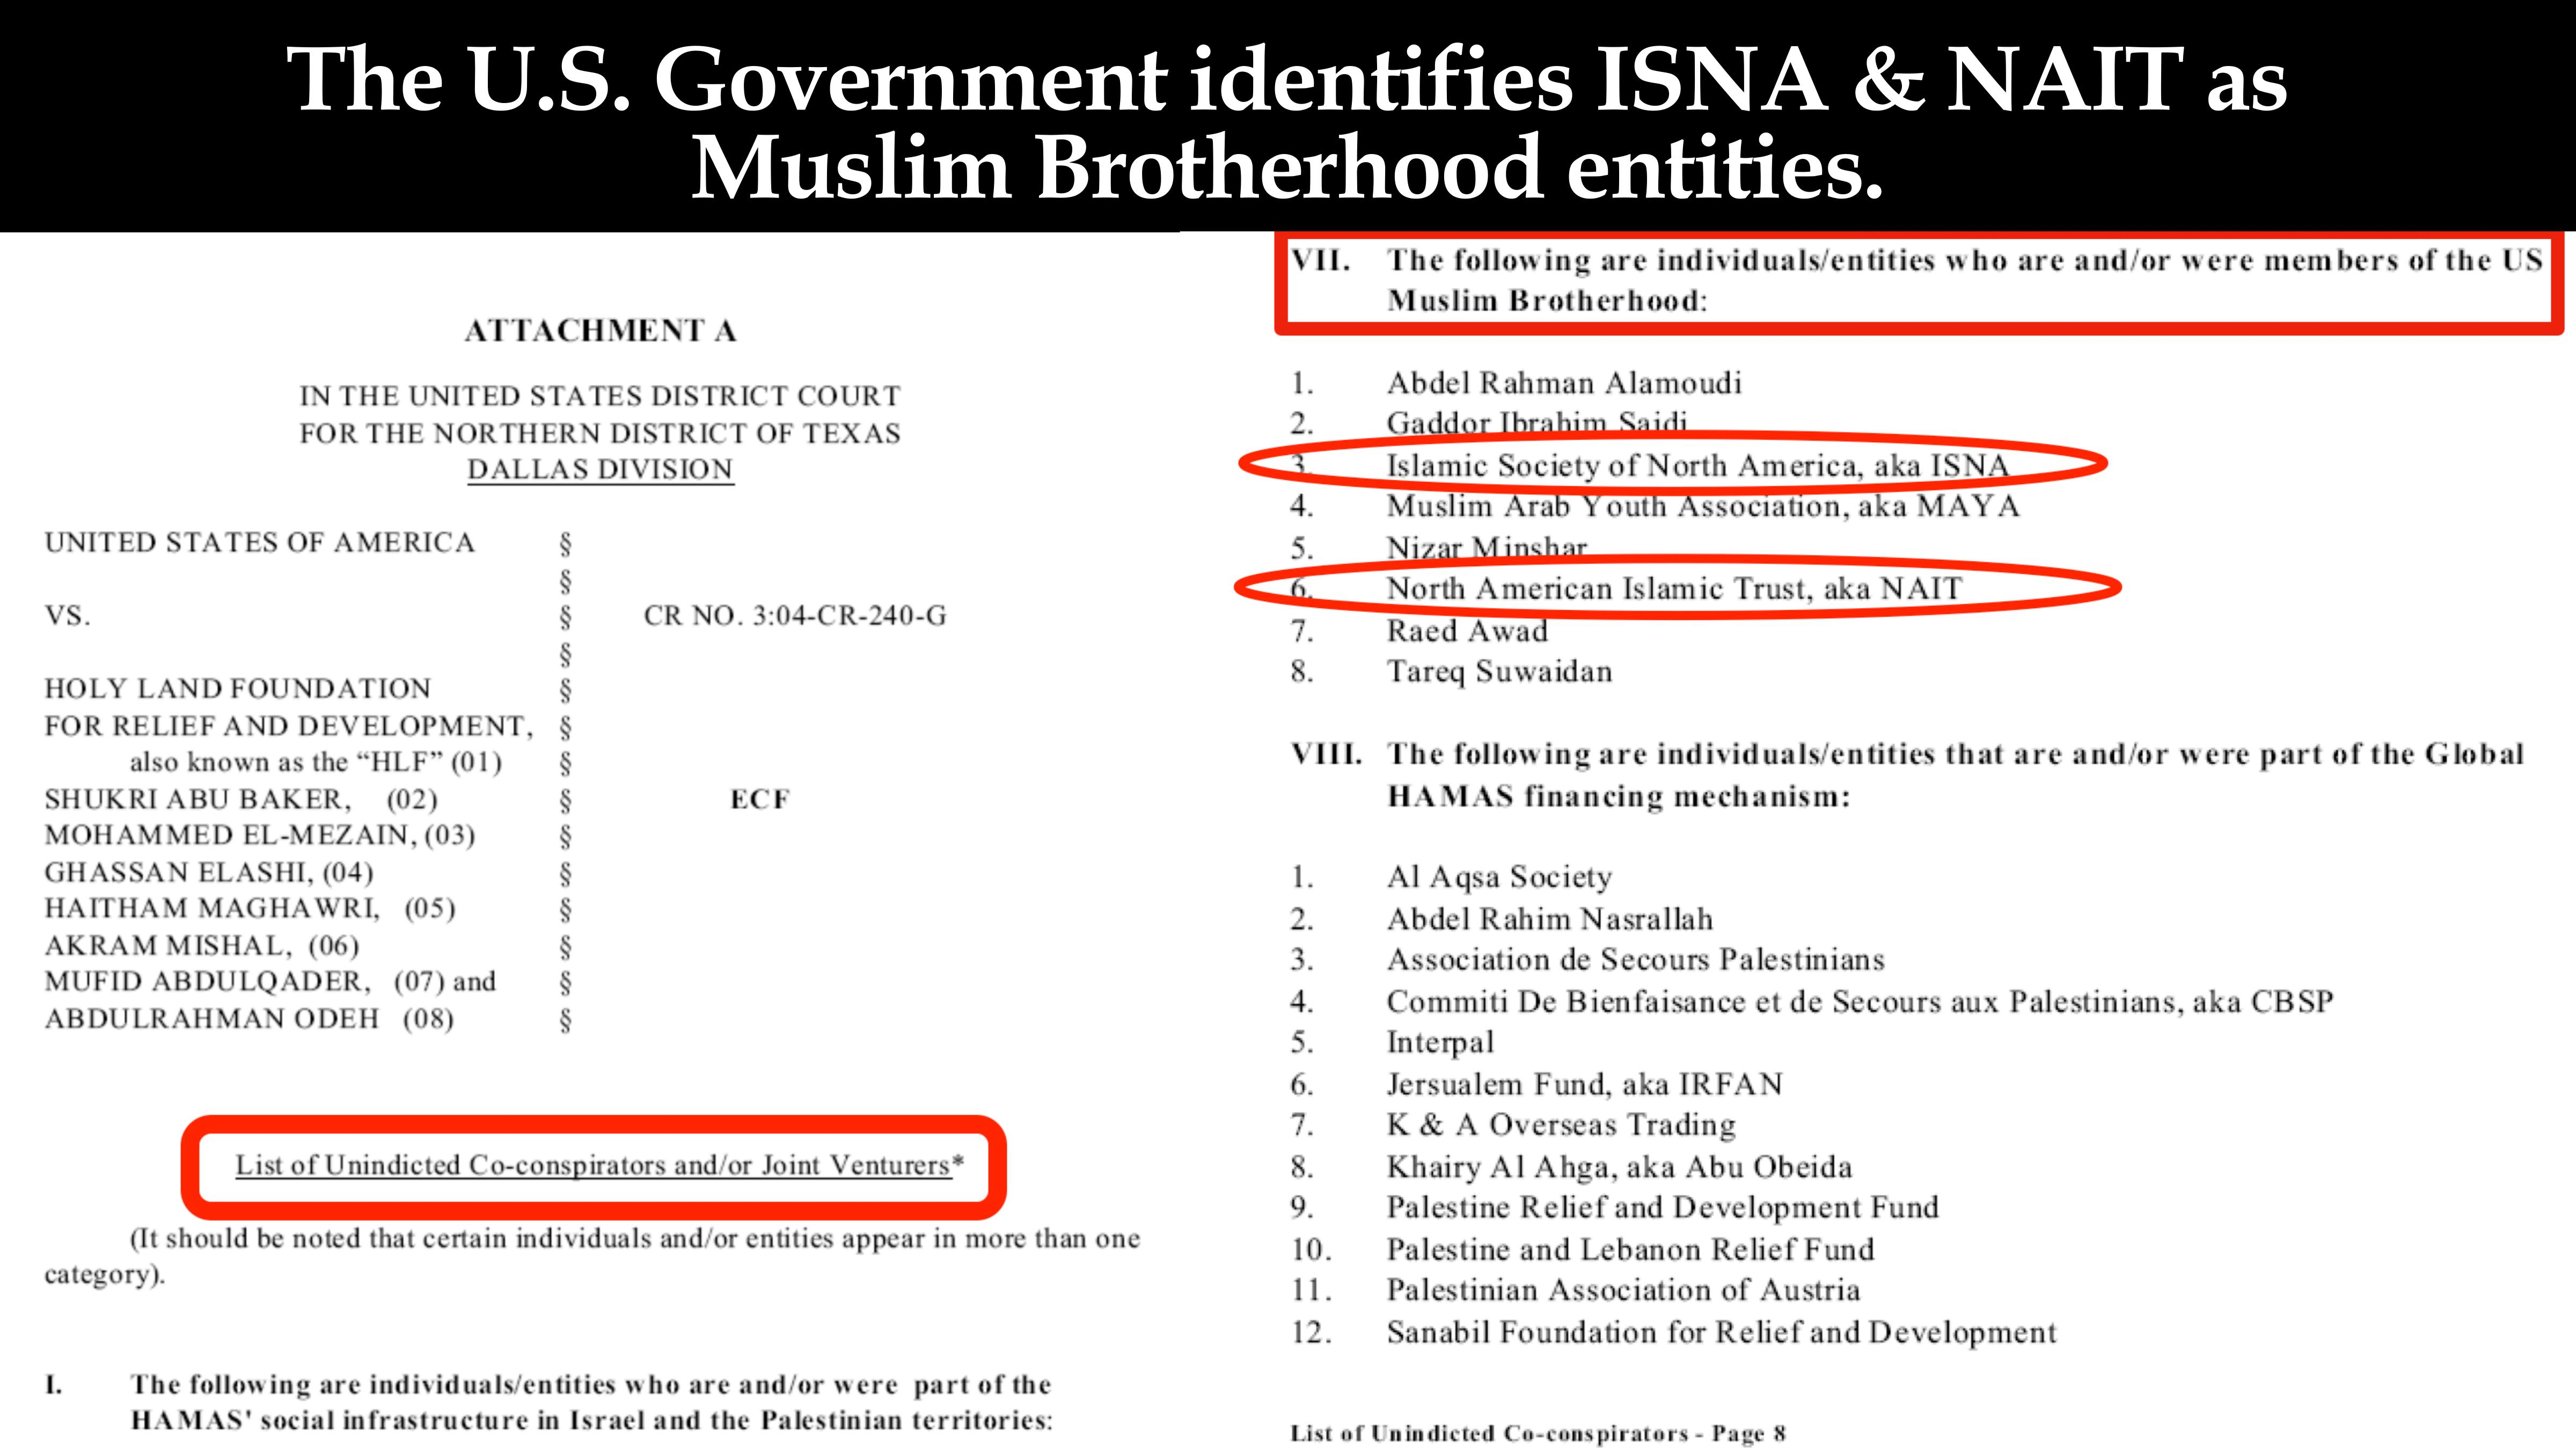 The U.S. Government identifies ISNA & NAIT as
Muslim Brotherhood entities.
ATTACHMENT A
IN THE UNITED STATES DISTRICT COURT
FOR THE NORTHERN DISTRICT OF TEXAS
DALLAS DIVISION
UNITED STATES OF AMERICA §
§
VS. § CR NO. 3:04-CR-240-G
§
HOLY LAND FOUNDATION §
FOR RELIEF AND DEVELOPMENT, §
also known as the “HLF” (01) §
SHUKRI ABU BAKER, (02) § ECF
MOHAMMED EL-MEZAIN, (03) §
GHASSAN ELASHI, (04) §
HAITHAM MAGHAWRI, (05) §
AKRAM MISHAL, (06) §
MUFID ABDULQADER, (07) and §
ABDULRAHMAN ODEH (08) §
List of Unindicted Co-conspirators and/or Joint Venturers*
(It should be noted that certain individuals and/or entities appear in more than one
category).
I. The following are individuals/entities who are and/or were part of the
HAMAS' social infrastructure in Israel and the Palestinian territories:
VII. The following are individuals/entities who are and/or were members of the US
Muslim Brotherhood:
1. Abdel Rahman Alamoudi
2. Gaddor Ibrahim Saidi
3. Islamic Society of North America, aka ISNA
4. Muslim Arab Youth Association, aka MAYA
5. Nizar Minshar
6. North American Islamic Trust, aka NAIT
7. Raed Awad
8. Tareq Suwaidan
VIII. The following are individuals/entities that are and/or were part of the Global
HAMAS financing mechanism:
1. Al Aqsa Society
2. Abdel Rahim Nasrallah
3. Association de Secours Palestinians
4. Commiti De Bienfaisance et de Secours aux Palestinians, aka CBSP
5. Interpal
6. Jersualem Fund, aka IRFAN
7. K & A Overseas Trading
8. Khairy Al Ahga, aka Abu Obeida
9. Palestine Relief and Development Fund
10. Palestine and Lebanon Relief Fund
11. Palestinian Association of Austria
12. Sanabil Foundation for Relief and Development
List of Unindicted Co-conspirators - Page 8